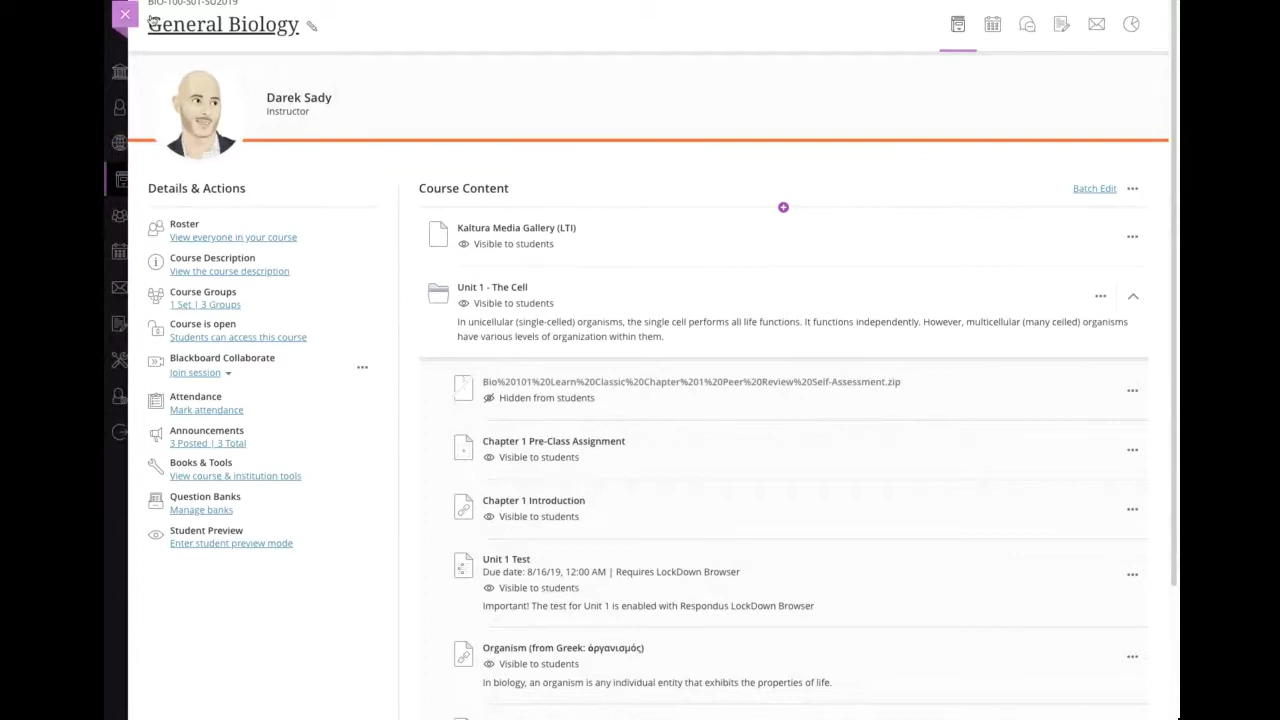 BIO-100-S01-SU2019
General Biology
Darek Sady
Instructor
Details & Actions
Roster
View everyone in your course
Course Description
View the course description
Course Groups
1 Set | 3 Groups
Course is open
Students can access this course
Blackboard Collaborate
Join session
Attendance
Mark attendance
Announcements
3 Posted | 3 Total
Books & Tools
View course & institution tools
Question Banks
Manage banks
Student Preview
Enter student preview mode
Course Content
Batch Edit
Kaltura Media Gallery (LTI)
Visible to students
Unit 1 - The Cell
Visible to students
In unicellular (single-celled) organisms, the single cell performs all life functions. It functions independently. However, multicellular (many celled) organisms
have various levels of organization within them.
Bio%20101%20Learn%20Classic%20Chapter%201%20Peer%20Review%20Self-Assessment.zip
Hidden from students
Chapter 1 Pre-Class Assignment
Visible to students
Chapter 1 Introduction
Visible to students
Unit 1 Test
Due date: 8/16/19, 12:00 AM | Requires LockDown Browser
Visible to students
Important! The test for Unit 1 is enabled with Respondus LockDown Browser
Organism (from Greek: ὀργανισμός)
Visible to students
In biology, an organism is any individual entity that exhibits the properties of life.